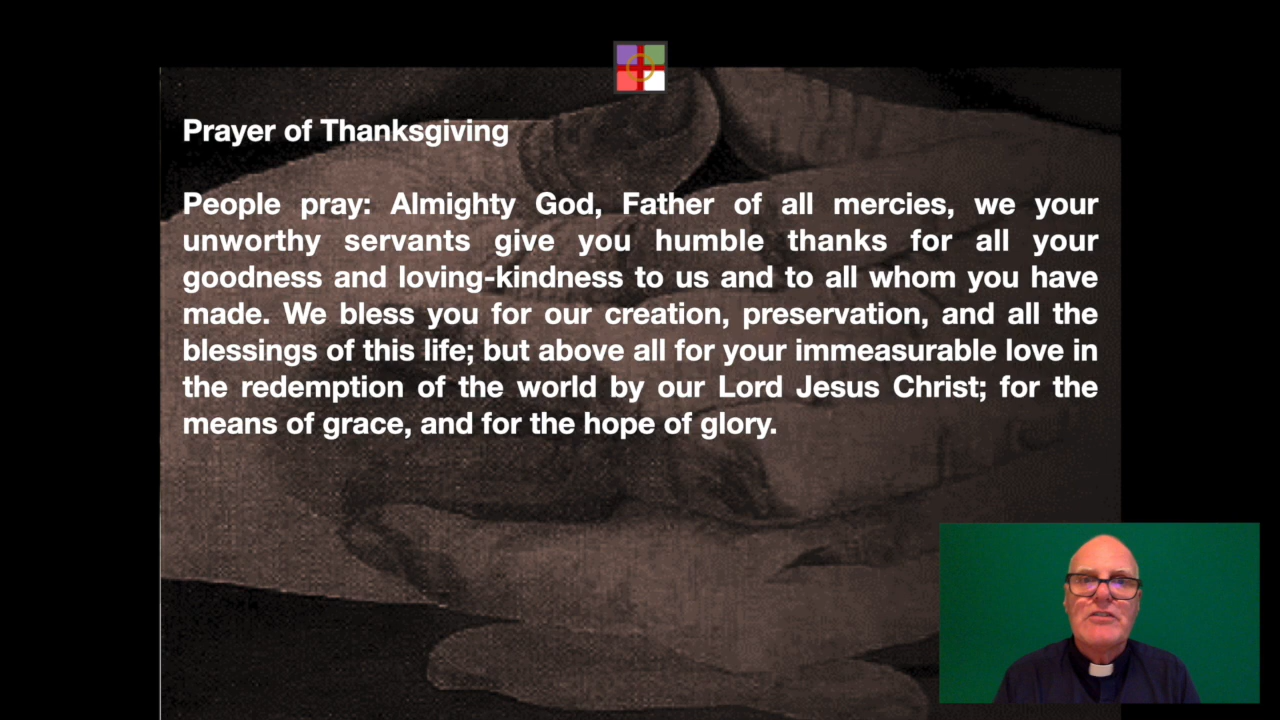 Prayer of Thanksgiving
People pray: Almighty God, Father of all mercies, we your
unworthy servants give you humble thanks for all your
goodness and loving-kindness to us and to all whom you have
made. We bless you for our creation, preservation, and all the
blessings of this life; but above all for your immeasurable love in
the redemption of the world by our Lord Jesus Christ; for the
means of grace, and for the hope of glory.